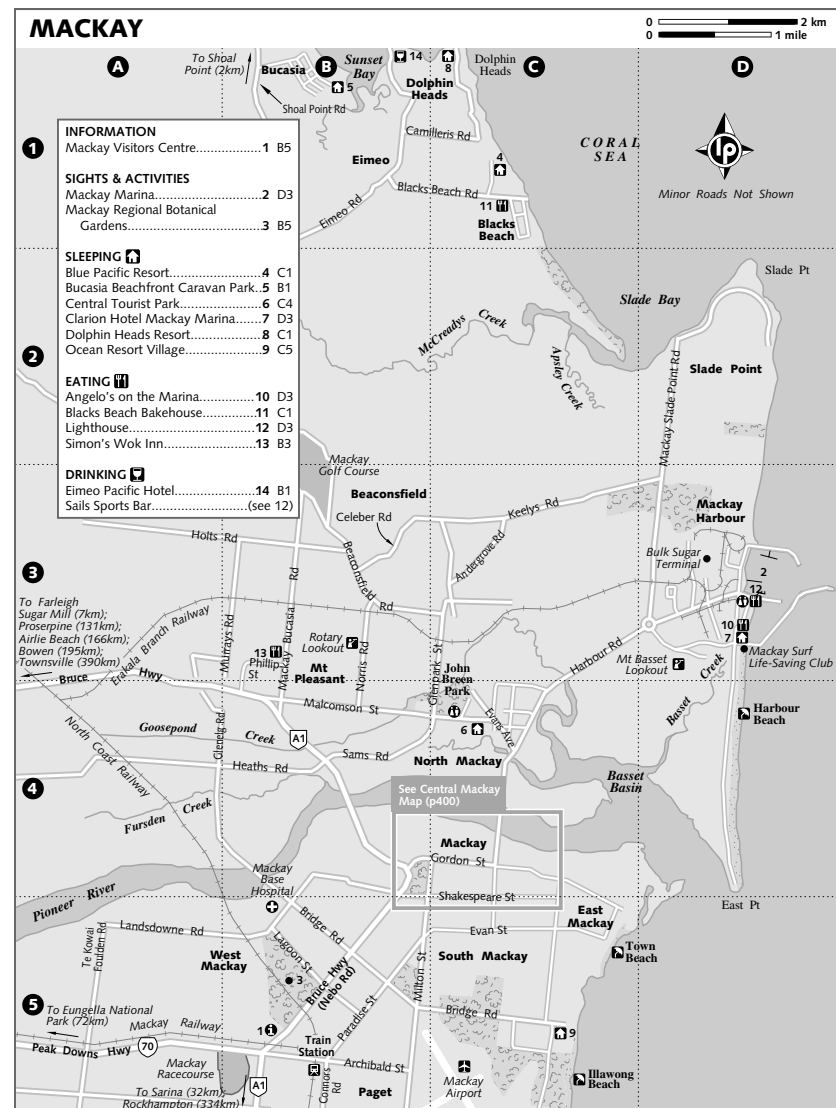 MACKAY
0 2 km
0 1 mile
A
B
C
D
To Shoal
Point (2km)
Bucasia
Sunset
Bay
5
14
8
Dolphin
Heads
Dolphin
Heads
Shoal Point Rd
Camilleris Rd
CORAL
SEA
lp
Minor Roads Not Shown
1
Eimeo
4
Blacks Beach Rd
11
Blacks
Beach
Eimeo Rd
INFORMATION
Mackay Visitors Centre.................1 B5
SIGHTS & ACTIVITIES
Mackay Marina.................2 D3
Mackay Regional Botanical
Gardens.................3 B5
SLEEPING
Blue Pacific Resort.................4 C1
Bucasia Beachfront Caravan Park..5 B1
Central Tourist Park.................6 C4
Clarion Hotel Mackay Marina.......7 D3
Dolphin Heads Resort.................8 C1
Ocean Resort Village.................9 C5
EATING
Angelo's on the Marina.................10 D3
Blacks Beach Bakehouse.................11 C1
Lighthouse.................12 D3
Simon's Wok Inn.................13 B3
DRINKING
Eimeo Pacific Hotel.................14 B1
Sails Sports Bar.................(see 12)
Slade Pt
Slade Bay
McCreadys Creek
Apsley Creek
2
Slade Point
Mackay Slade Point Rd
Mackay
Golf Course
Beaconsfield
Celeber Rd
Keelys Rd
Mackay
Harbour
Holts Rd
Beaconsfield Rd
Andergrove Rd
Bulk Sugar
Terminal
2
12
3
To Farleigh
Sugar Mill (7km);
Proserpine (131km);
Airlie Beach (166km);
Bowen (195km);
Townsville (390km)
Erakala Branch Railway
Murrays Rd
Mackay Bucasia Rd
Rotary
Lookout
Norris Rd
13
Phillip
St
Mt
Pleasant
Glenpark St
John
Breen
Park
Harbour Rd
10
7
Mackay Surf
Life-Saving Club
Mt Basset
Lookout
Basset Creek
Harbour
Beach
Bruce Hwy
North Coast Railway
Malcomson St
6
Evans Ave
Goosepond Creek
Glenelg Rd
A1
Sams Rd
Heaths Rd
North Mackay
Basset
Basin
4
See Central Mackay
Map (p400)
Fursden Creek
Mackay
Gordon St
Mackay
Base
Hospital
Shakespeare St
East Pt
Pioneer River
Landsdowne Rd
Bridge Rd
East
Mackay
Evan St
Te Kowai
Foulden Rd
West
Mackay
Lagoon St
South Mackay
Town
Beach
3
Bruce Hwy
(Nebo Rd)
Milton St
Paradise St
5
To Eungella National
Park (72km)
Mackay Railway
1
Bridge Rd
9
Peak Downs Hwy
70
Train
Station
Archibald St
Mackay
Racecourse
A1
Connors
Rd
Mackay
Airport
Illawong
Beach
To Sarina (32km);
Rockhampton (334km)
Paget